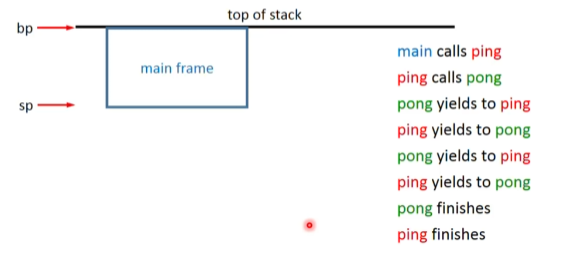 top of stack
bp
main frame
sp
main calls ping
ping calls pong
pong yields to ping
ping yields to pong
pong yields to ping
ping yields to pong
pong finishes
ping finishes